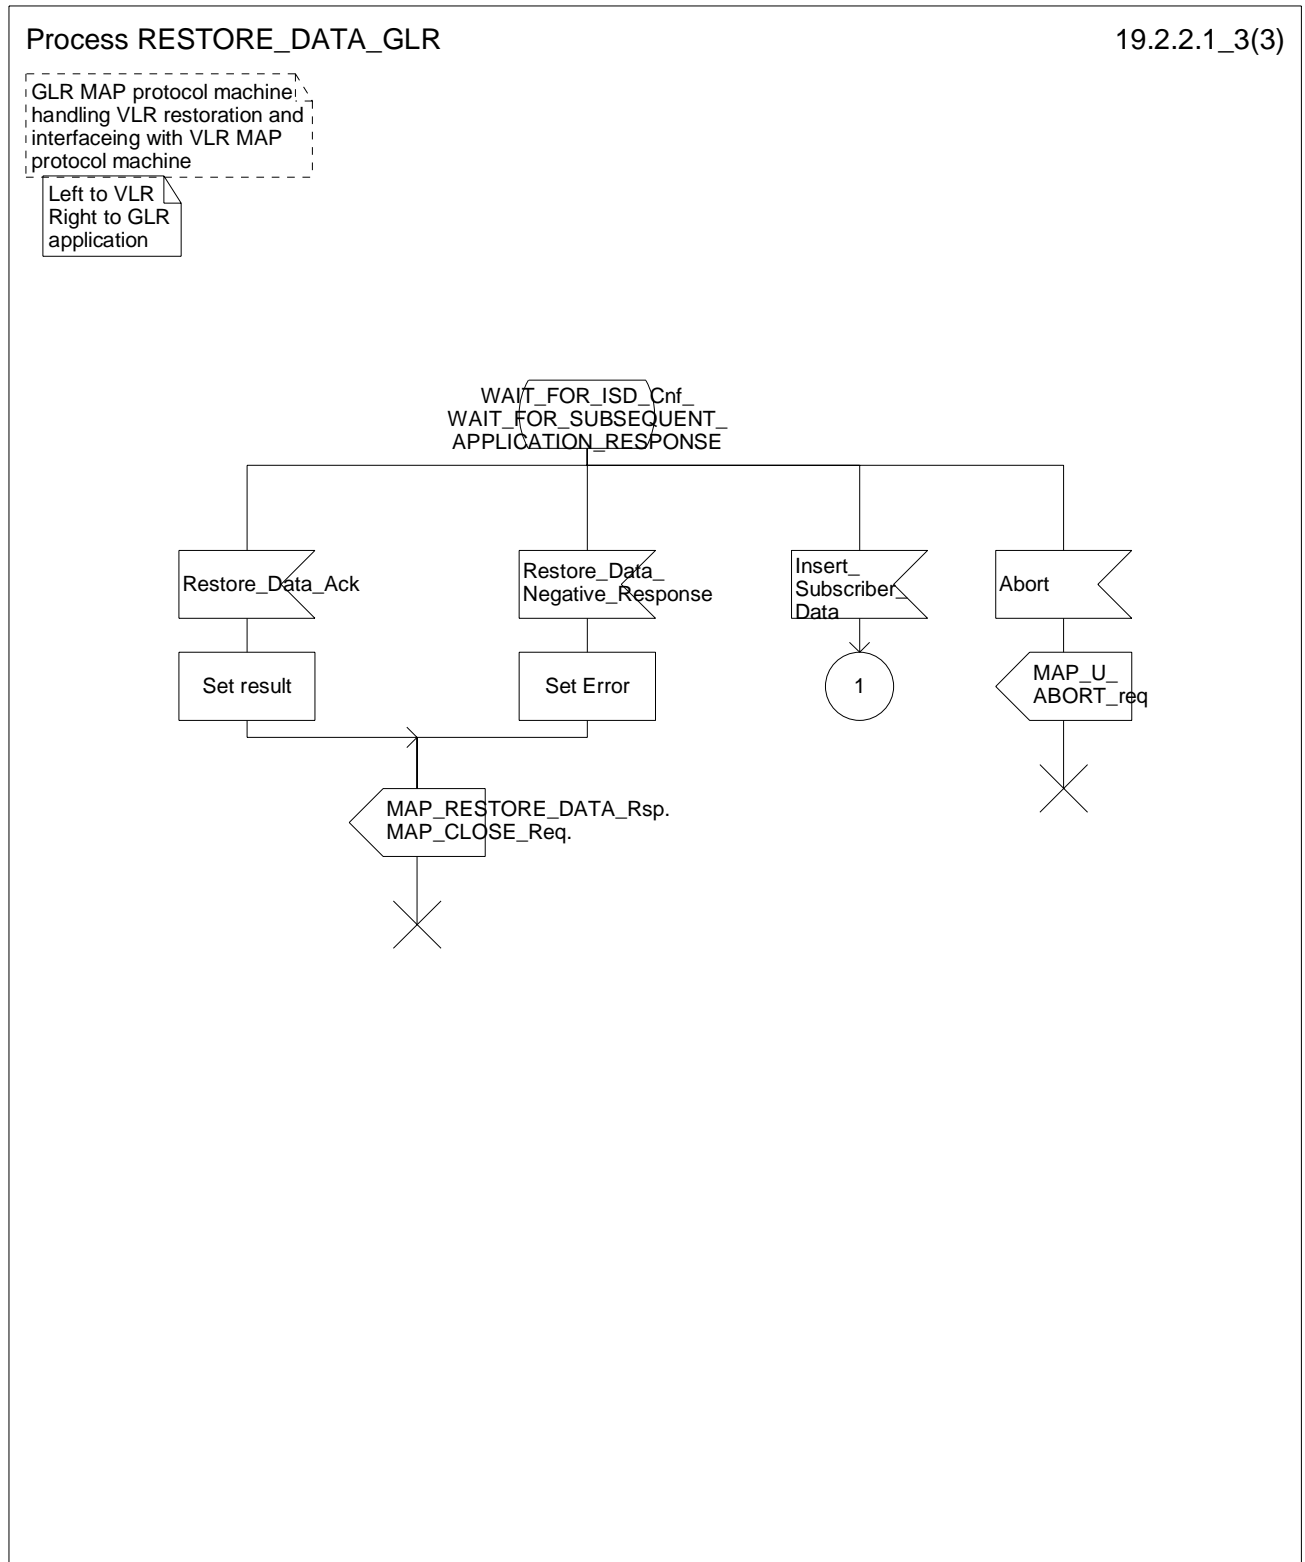 Process RESTORE_DATA_GLR
19.2.2.1_3(3)
GLR MAP protocol machine
handling VLR restoration and
interfaceing with VLR MAP
protocol machine
Left to VLR
Right to GLR
application
WAIT_FOR_ISD_Cnf_
WAIT_FOR_SUBSEQUENT_
APPLICATION_RESPONSE
Restore_Data_Ack
Restore_Data_
Negative_Response
Insert_
Subscriber_
Data
Abort
Set result
Set Error
1
MAP_U_
ABORT_req
MAP_RESTORE_DATA_Rsp.
MAP_CLOSE_Req.